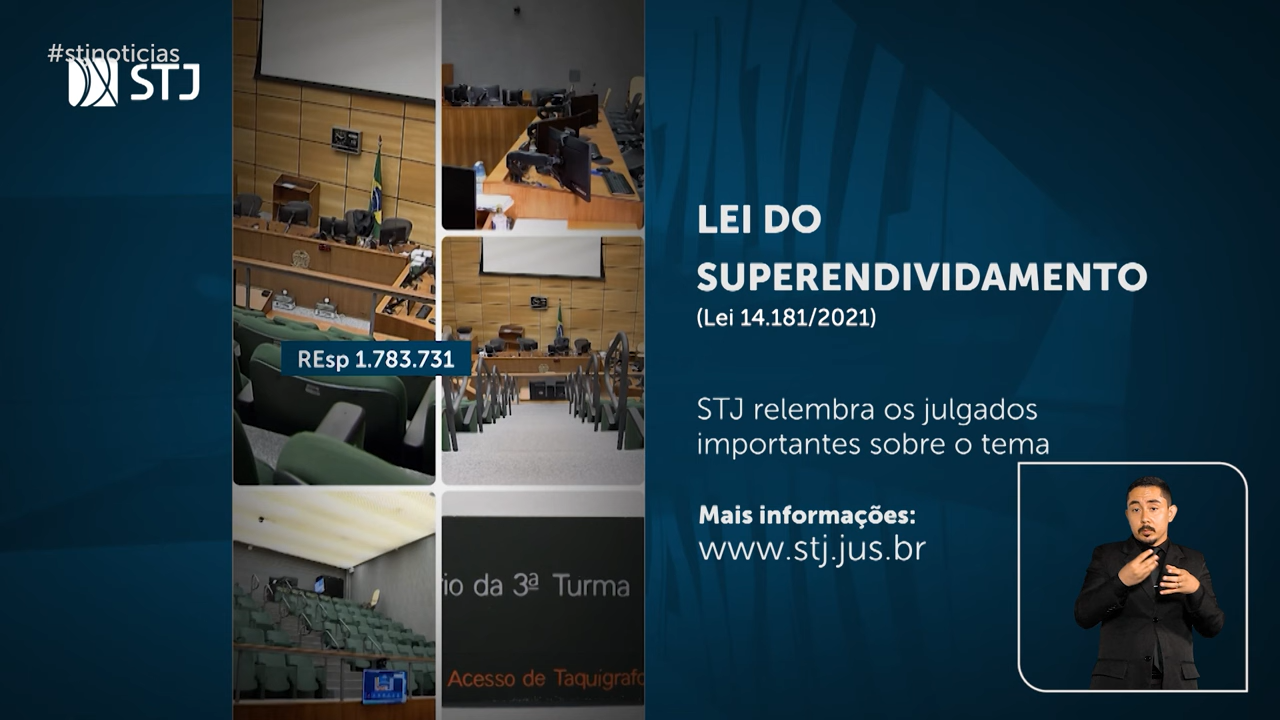 #stjnoticias
STJ
REsp 1.783.731
io da 3ª Turma
Acesso de Taquigrafo
LEI DO
SUPERENDIVIDAMENTO
(Lei 14.181/2021)
STJ relembra os julgados
importantes sobre o tema
Mais informações:
www.stj.jus.br